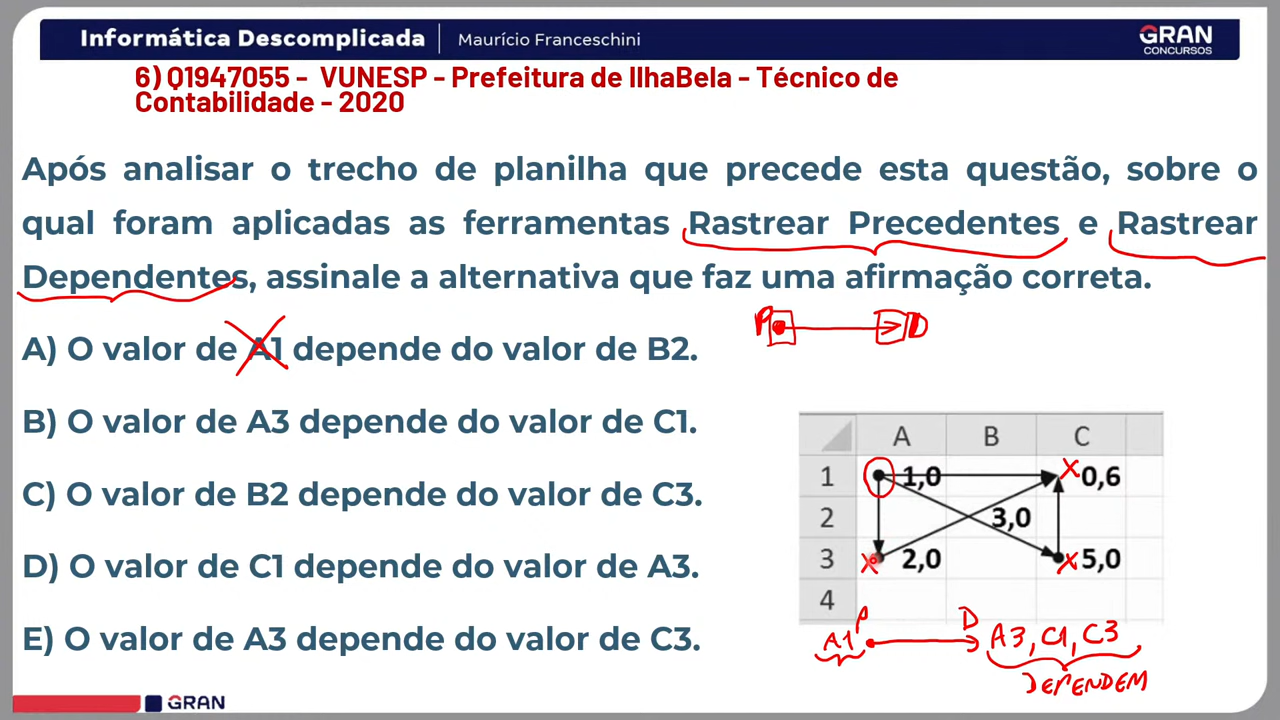 Informática Descomplicada | Maurício Franceschini
GRAN
CONCURSOS
6) Q1947055 - VUNESP - Prefeitura de IlhaBela - Técnico de
Contabilidade - 2020
Após analisar o trecho de planilha que precede esta questão, sobre o
qual foram aplicadas as ferramentas Rastrear Precedentes e Rastrear
Dependentes, assinale a alternativa que faz uma afirmação correta.
P D
A) O valor de A1 depende do valor de B2.
B) O valor de A3 depende do valor de C1.
C) O valor de B2 depende do valor de C3.
D) O valor de C1 depende do valor de A3.
E) O valor de A3 depende do valor de C3.
A B C
1 1,0 0,6
2 3,0
3 2,0 5,0
4
P D
A1 A3, C1, C3
DEPENDEM
GRAN